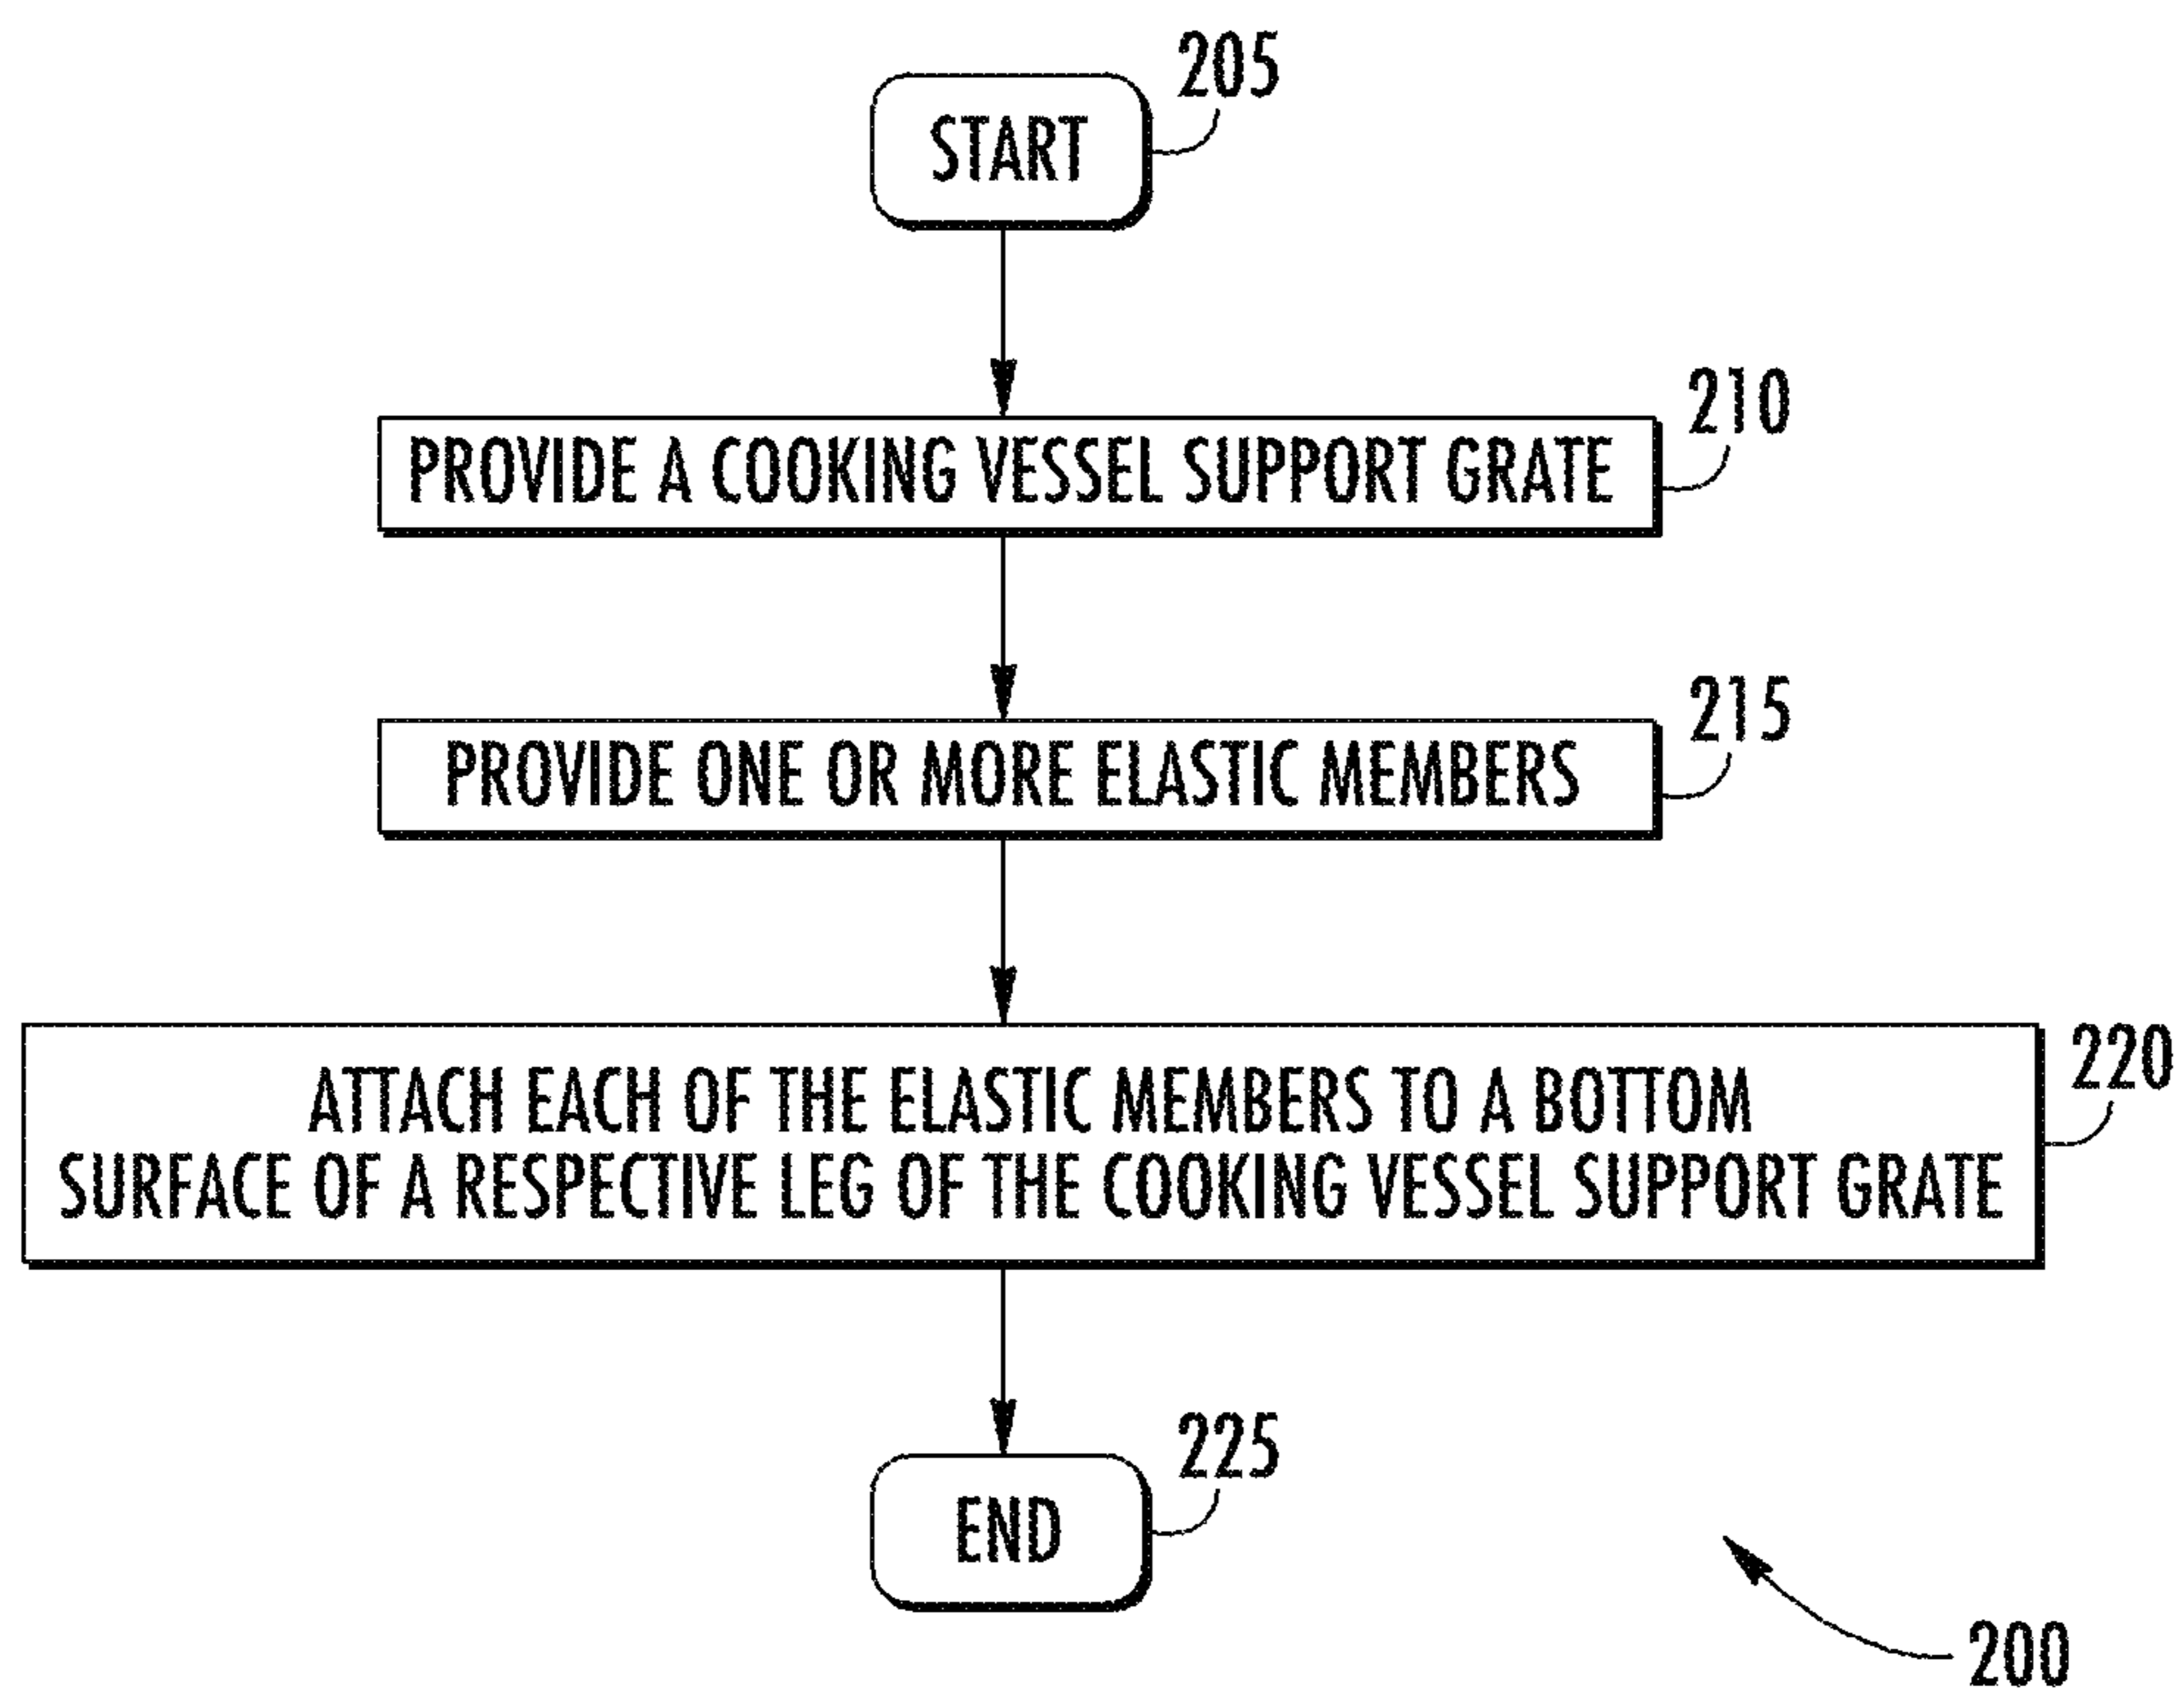 205
START
210
PROVIDE A COOKING VESSEL SUPPORT GRATE
215
PROVIDE ONE OR MORE ELASTIC MEMBERS
220
ATTACH EACH OF THE ELASTIC MEMBERS TO A BOTTOM
SURFACE OF A RESPECTIVE LEG OF THE COOKING VESSEL SUPPORT GRATE
225
END
200